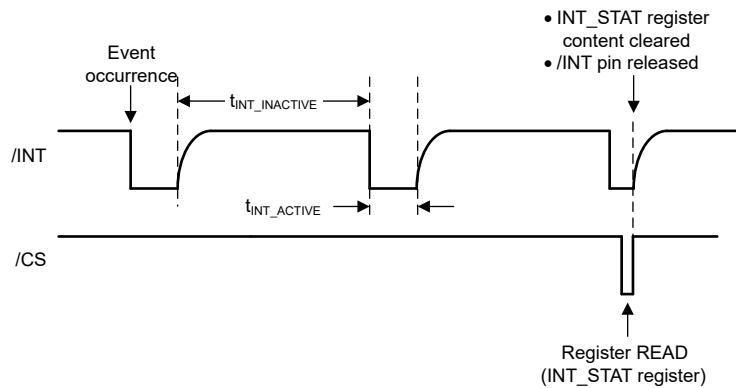 Event
occurrence
• INT_STAT register
content cleared
• /INT pin released
tINT_INACTIVE
/INT
tINT_ACTIVE
/CS
Register READ
(INT_STAT register)